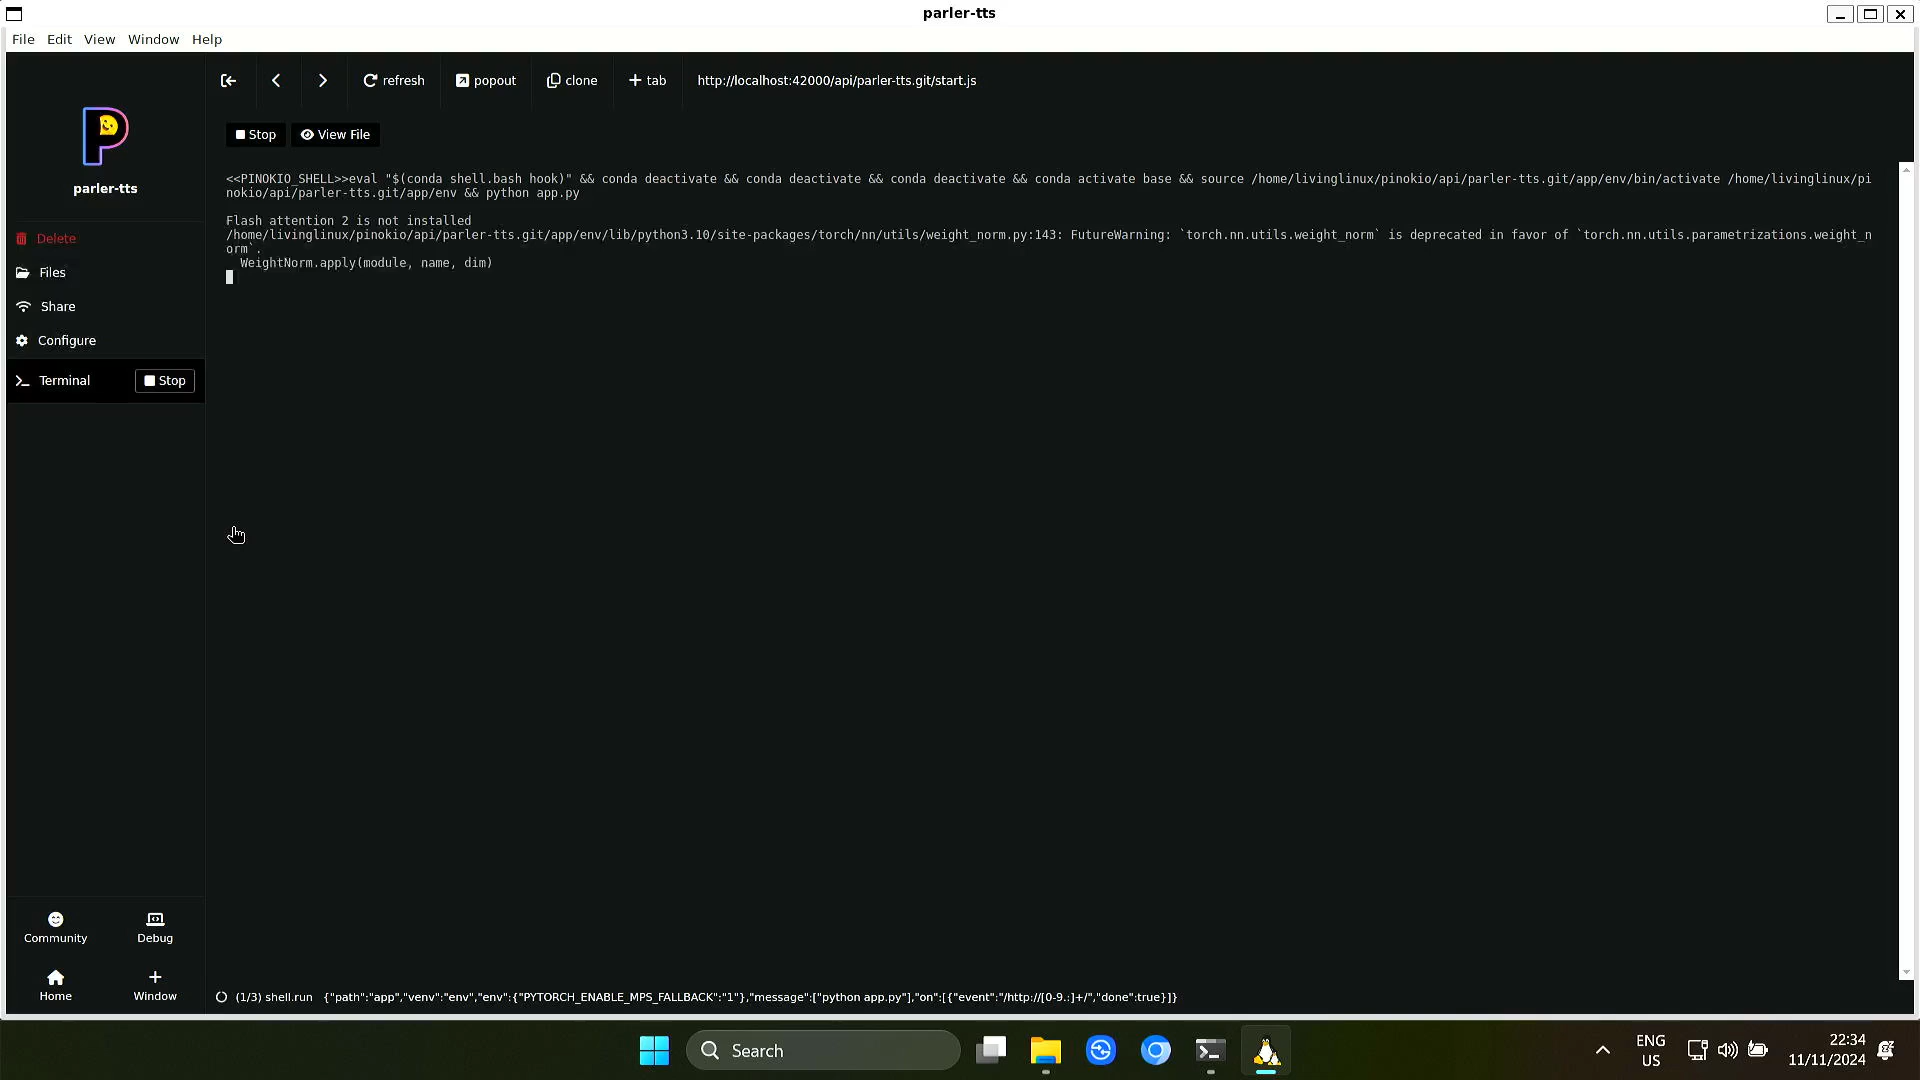 parler-tts
File Edit View Window Help
refresh popout clone tab http://localhost:42000/api/parler-tts.git/start.js
Stop View File
parler-tts
<<PINOKIO_SHELL>>eval "$(conda shell.bash hook)" && conda deactivate && conda deactivate && conda deactivate && conda activate base && source /home/livinglinux/pinokio/api/parler-tts.git/app/env/bin/activate /home/livinglinux/pi
nokio/api/parler-tts.git/app/env && python app.py
Flash attention 2 is not installed
/home/livinglinux/pinokio/api/parler-tts.git/app/env/lib/python3.10/site-packages/torch/nn/utils/weight_norm.py:143: FutureWarning: `torch.nn.utils.weight_norm` is deprecated in favor of `torch.nn.utils.parametrizations.weight_n
orm`.
WeightNorm.apply(module, name, dim)
Delete
Files
Share
Configure
Terminal Stop
Community Debug
Home Window
(1/3) shell.run {"path":"app","venv":"env","env":{"PYTORCH_ENABLE_MPS_FALLBACK":"1"},"message":["python app.py"],"on":[{"event":"/http://[0-9.:]+/","done":true}]}
Search
ENG
US
22:34
11/11/2024